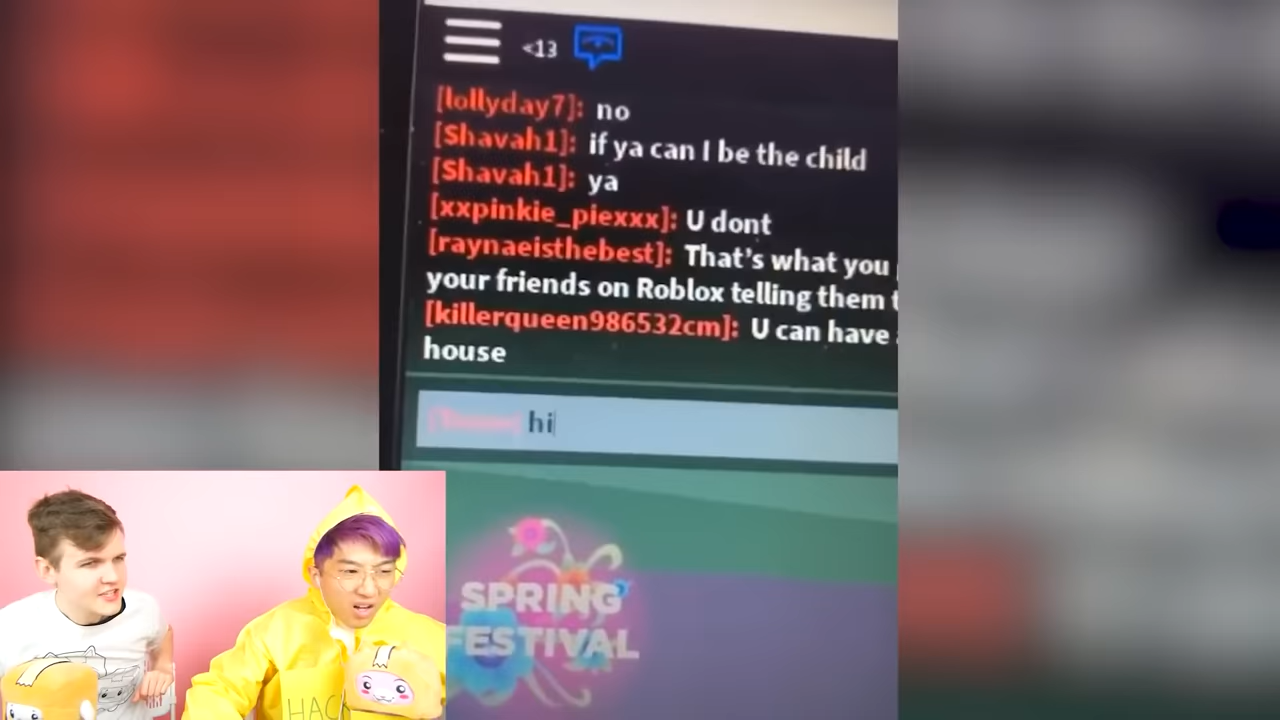 <13
[lollyday7]: no
[Shavah1]: if ya can I be the child
[Shavah1]: ya
[xxpinkie_piexxx]: U dont
[raynaeisthebest]: That's what you
your friends on Roblox telling them
[killerqueen986532cm]: U can have
house
hi
SPRING
FESTIVAL
HACK